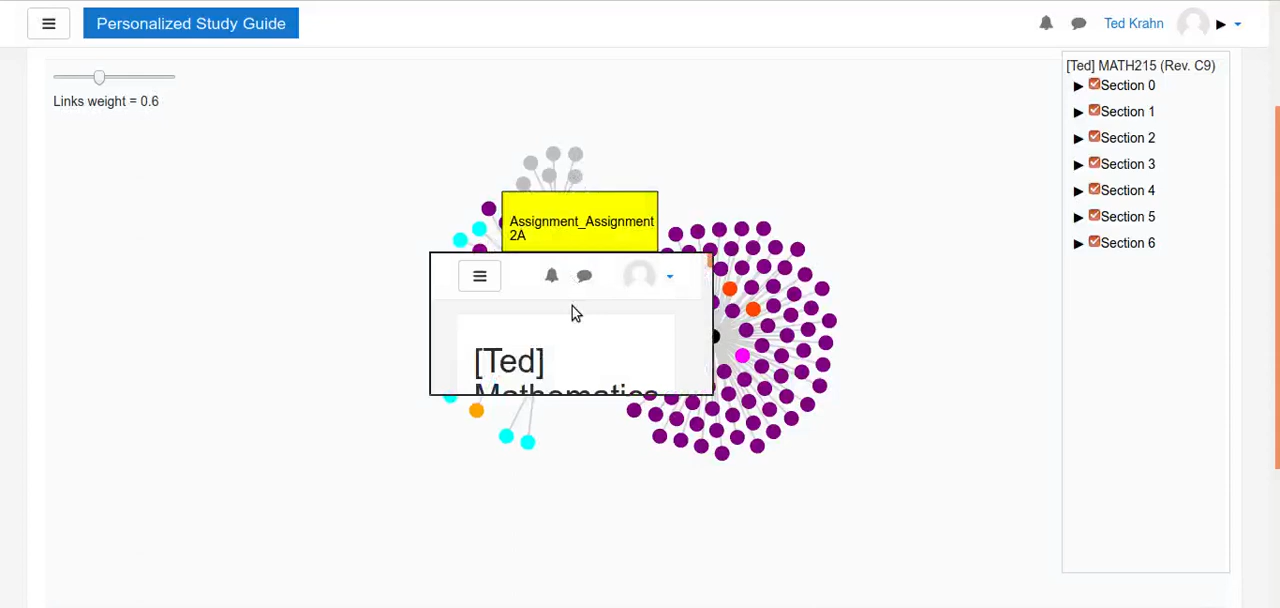 Personalized Study Guide
Ted Krahn
Links weight = 0.6
[Ted] MATH215 (Rev. C9)
Section 0
Section 1
Section 2
Section 3
Section 4
Section 5
Section 6
Assignment_Assignment
2A
[Ted]
Mathematics